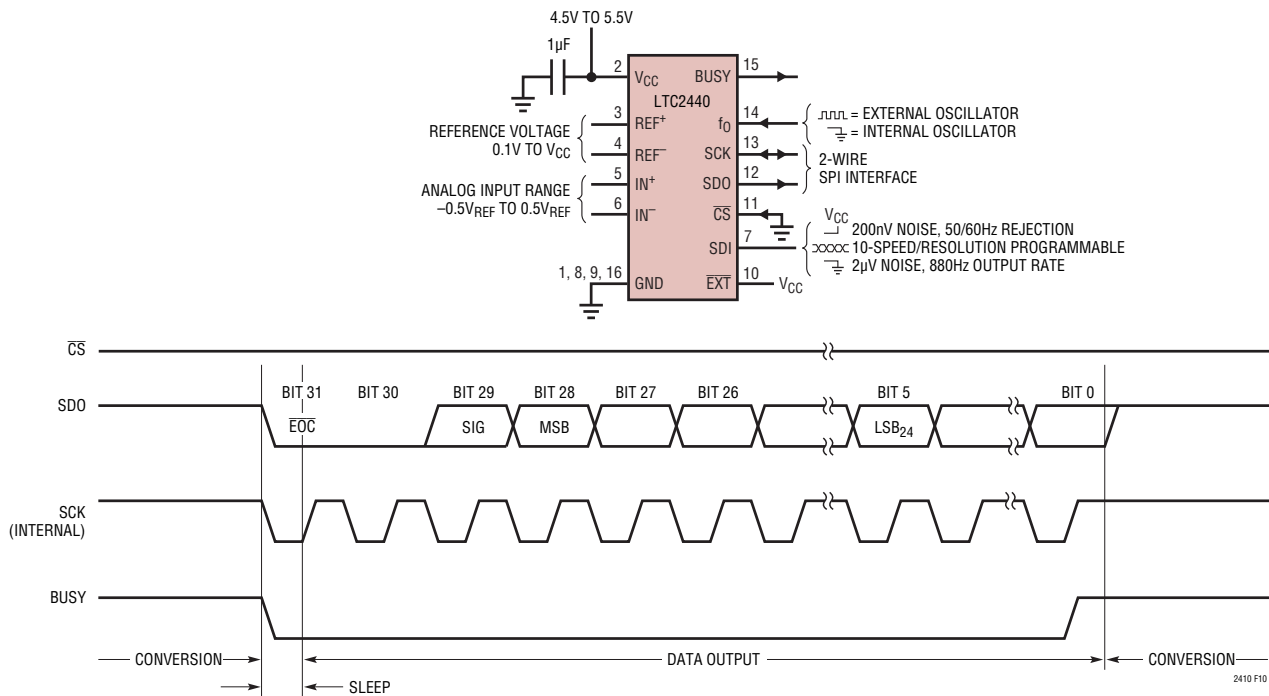 4.5V TO 5.5V
1µF
2 VCC BUSY 15
LTC2440
REFERENCE VOLTAGE
0.1V TO VCC
3 REF+
4 REF–
fO 14
= EXTERNAL OSCILLATOR
= INTERNAL OSCILLATOR
SCK 13
SDO 12
2-WIRE
SPI INTERFACE
ANALOG INPUT RANGE
–0.5VREF TO 0.5VREF
5 IN+
6 IN–
CS 11
SDI 7
VCC
200nV NOISE, 50/60Hz REJECTION
10-SPEED/RESOLUTION PROGRAMMABLE
2µV NOISE, 880Hz OUTPUT RATE
1, 8, 9, 16 GND EXT 10 VCC
CS
SDO
BIT 31 BIT 30 BIT 29 BIT 28 BIT 27 BIT 26 BIT 5 BIT 0
EOC SIG MSB LSB24
SCK
(INTERNAL)
BUSY
CONVERSION DATA OUTPUT CONVERSION
SLEEP
2410 F10